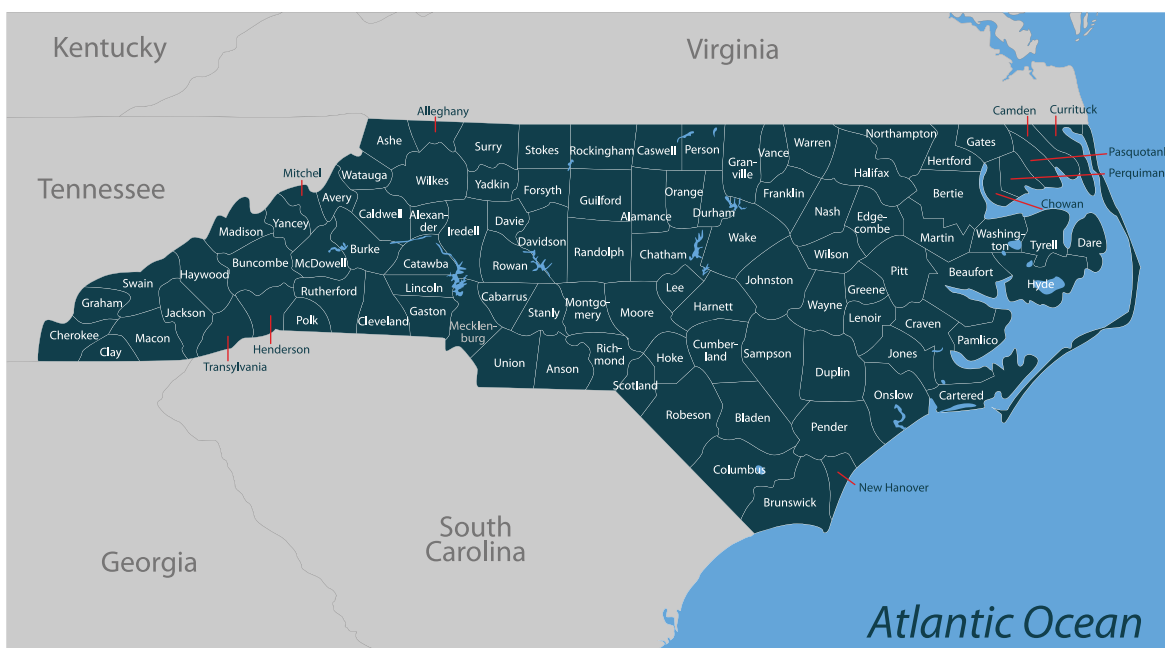 Kentucky
Virginia
Tennessee
Georgia
South
Carolina
Atlantic Ocean
Alleghany
Camden
Currituck
Ashe
Surry
Stokes
Rockingham
Caswell
Person
Vance
Warren
Northampton
Gates
Hertford
Pasquotank
Perquiman
Chowan
Mitchel
Watauga
Wilkes
Yadkin
Forsyth
Guilford
Orange
Gran-
ville
Halifax
Franklin
Bertie
Avery
Caldwell
Alexan-
der
Iredell
Davie
Alamance
Durham
Nash
Edge-
combe
Martin
Washing-
ton
Tyrell
Dare
Madison
Yancey
Burke
Davidson
Randolph
Chatham
Wake
Wilson
Pitt
Beaufort
Hyde
Swain
Haywood
Buncombe
McDowell
Catawba
Rowan
Lincoln
Johnston
Greene
Graham
Jackson
Rutherford
Cabarrus
Stanly
Montgo-
mery
Moore
Lee
Harnett
Wayne
Lenoir
Craven
Pamlico
Cherokee
Clay
Macon
Polk
Cleveland
Gaston
Mecklen-
burg
Transylvania
Henderson
Union
Anson
Rich-
mond
Scotland
Hoke
Cumber-
land
Sampson
Duplin
Jones
Onslow
Cartered
Robeson
Bladen
Pender
Columbus
Brunswick
New Hanover